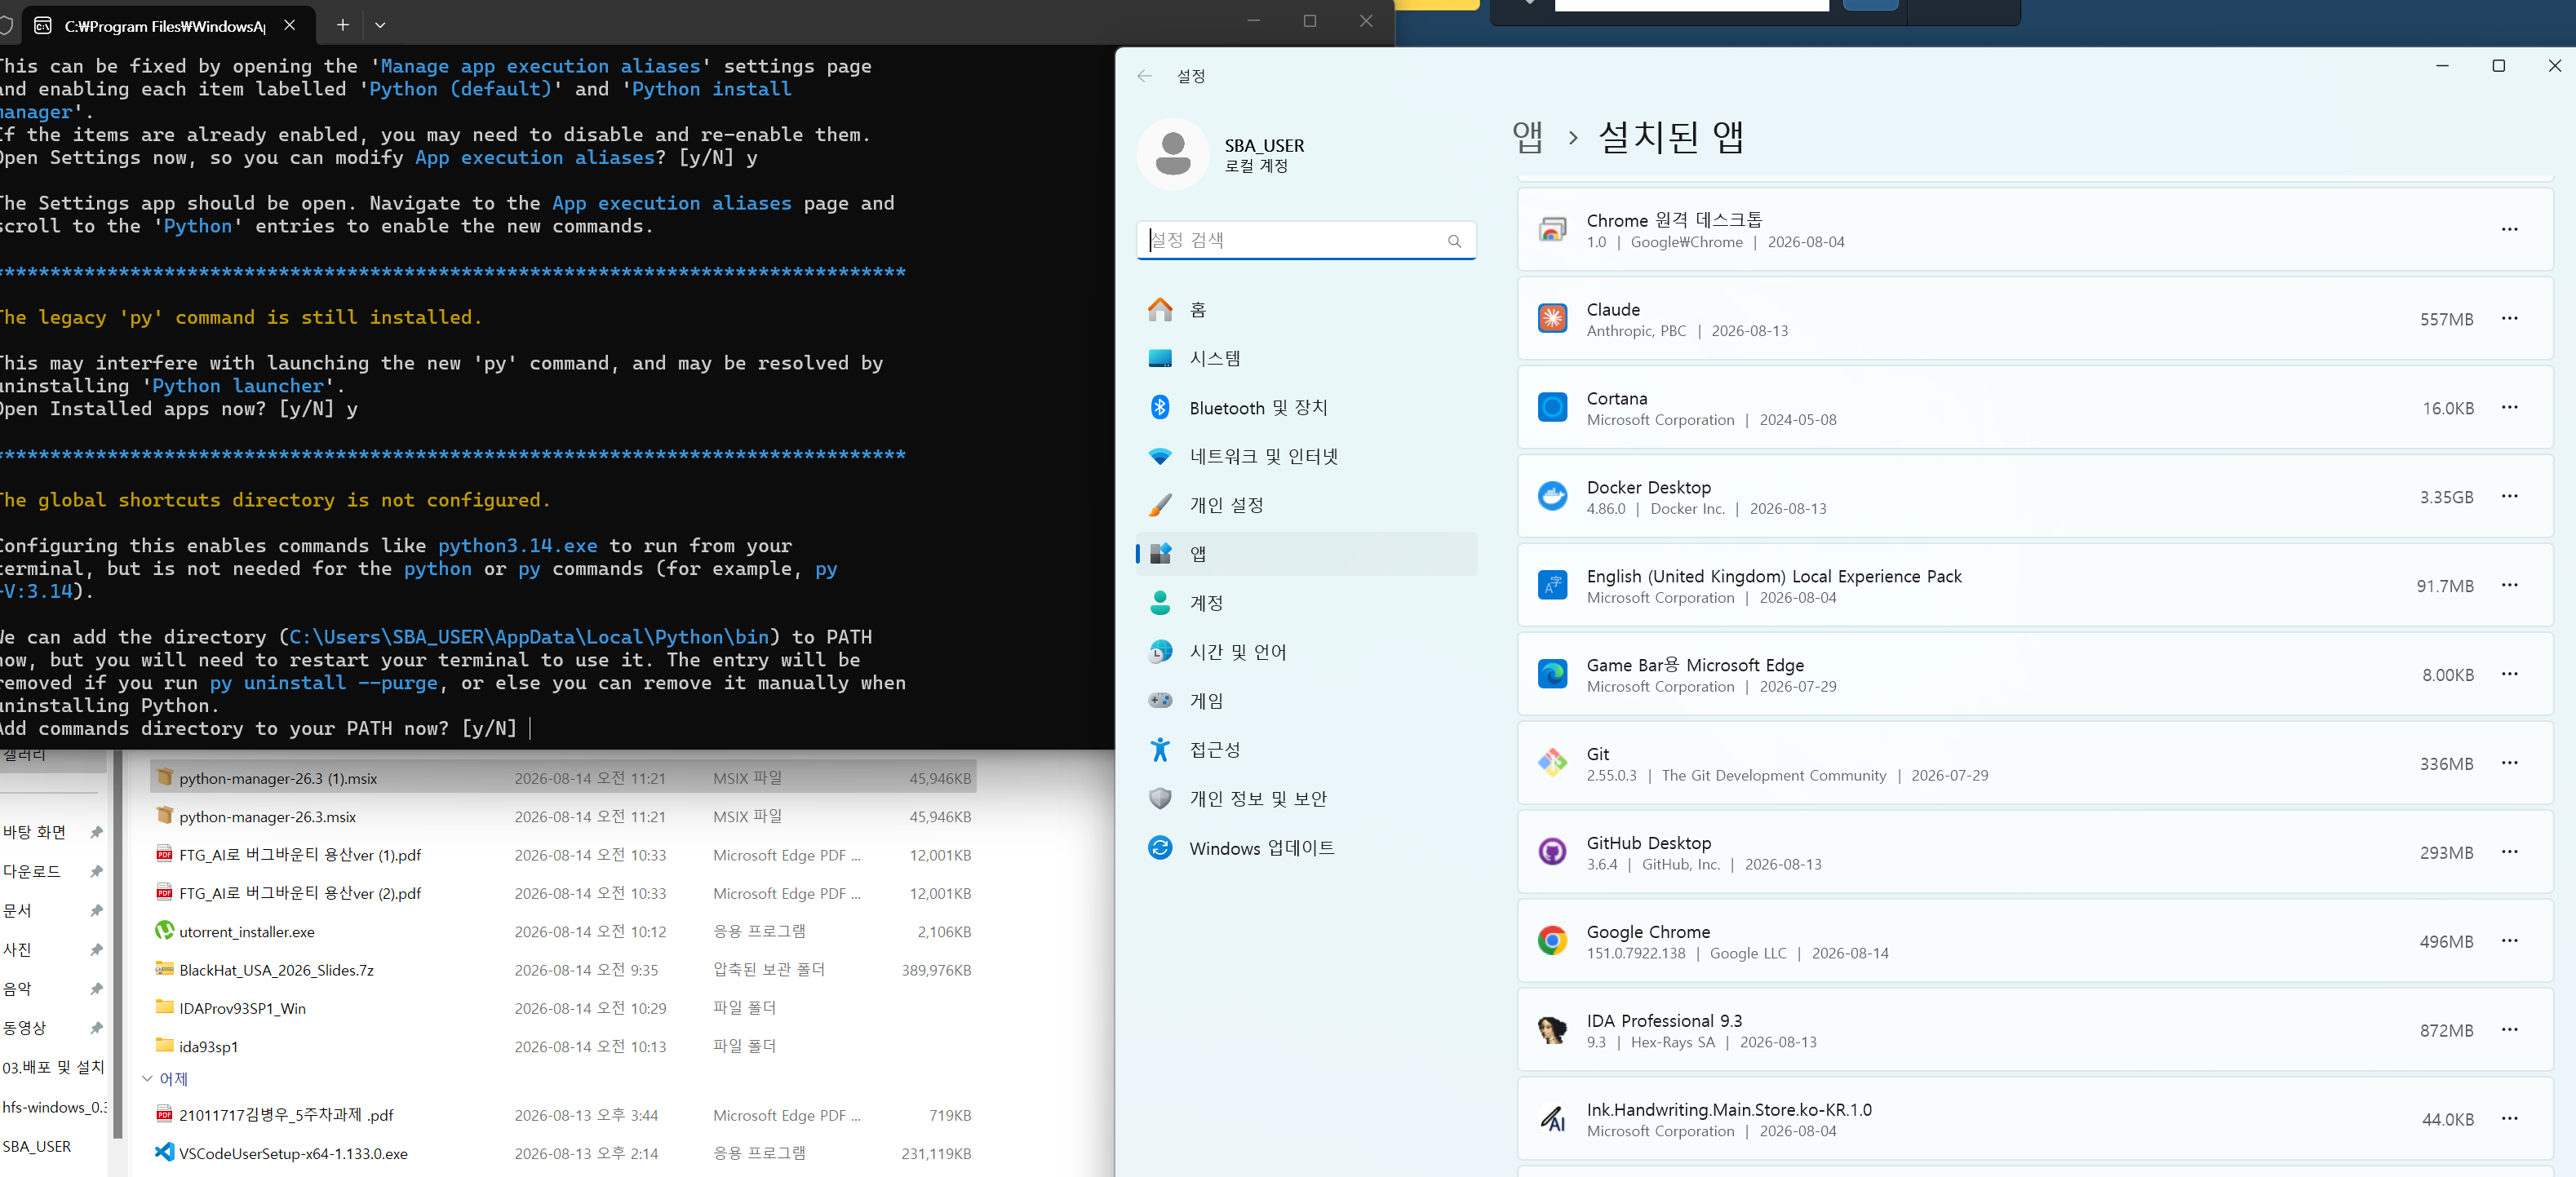 C:₩Program Files₩WindowsA
This can be fixed by opening the 'Manage app execution aliases' settings page
and enabling each item labelled 'Python (default)' and 'Python install
manager'.
If the items are already enabled, you may need to disable and re-enable them.
Open Settings now, so you can modify App execution aliases? [y/N] y
The Settings app should be open. Navigate to the App execution aliases page and
scroll to the 'Python' entries to enable the new commands.
********************************************************************************
The legacy 'py' command is still installed.
This may interfere with launching the new 'py' command, and may be resolved by
uninstalling 'Python launcher'.
Open Installed apps now? [y/N] y
********************************************************************************
The global shortcuts directory is not configured.
Configuring this enables commands like python3.14.exe to run from your
terminal, but is not needed for the python or py commands (for example, py
-V:3.14).
We can add the directory (C:\Users\SBA_USER\AppData\Local\Python\bin) to PATH
now, but you will need to restart your terminal to use it. The entry will be
removed if you run py uninstall --purge, or else you can remove it manually when
uninstalling Python.
Add commands directory to your PATH now? [y/N]
갤러리
바탕 화면
다운로드
문서
사진
음악
동영상
03.배포 및 설치
hfs-windows_0.3
SBA_USER
python-manager-26.3 (1).msix 2026-08-14 오전 11:21 MSIX 파일 45,946KB
python-manager-26.3.msix 2026-08-14 오전 11:21 MSIX 파일 45,946KB
FTG_AI로 버그바운티 용산ver (1).pdf 2026-08-14 오전 10:33 Microsoft Edge PDF ... 12,001KB
FTG_AI로 버그바운티 용산ver (2).pdf 2026-08-14 오전 10:33 Microsoft Edge PDF ... 12,001KB
utorrent_installer.exe 2026-08-14 오전 10:12 응용 프로그램 2,106KB
BlackHat_USA_2026_Slides.7z 2026-08-14 오전 9:35 압축된 보관 폴더 389,976KB
IDAProv93SP1_Win 2026-08-14 오전 10:29 파일 폴더
ida93sp1 2026-08-14 오전 10:13 파일 폴더
어제
21011717김병우_5주차과제 .pdf 2026-08-13 오후 3:44 Microsoft Edge PDF ... 719KB
VSCodeUserSetup-x64-1.133.0.exe 2026-08-13 오후 2:14 응용 프로그램 231,119KB
설정
SBA_USER
로컬 계정
설정 검색
홈
시스템
Bluetooth 및 장치
네트워크 및 인터넷
개인 설정
앱
계정
시간 및 언어
게임
접근성
개인 정보 및 보안
Windows 업데이트
앱 › 설치된 앱
Chrome 원격 데스크톱
1.0 | Google₩Chrome | 2026-08-04
Claude
Anthropic, PBC | 2026-08-13
557MB
Cortana
Microsoft Corporation | 2024-05-08
16.0KB
Docker Desktop
4.86.0 | Docker Inc. | 2026-08-13
3.35GB
English (United Kingdom) Local Experience Pack
Microsoft Corporation | 2026-08-04
91.7MB
Game Bar용 Microsoft Edge
Microsoft Corporation | 2026-07-29
8.00KB
Git
2.55.0.3 | The Git Development Community | 2026-07-29
336MB
GitHub Desktop
3.6.4 | GitHub, Inc. | 2026-08-13
293MB
Google Chrome
151.0.7922.138 | Google LLC | 2026-08-14
496MB
IDA Professional 9.3
9.3 | Hex-Rays SA | 2026-08-13
872MB
Ink.Handwriting.Main.Store.ko-KR.1.0
Microsoft Corporation | 2026-08-04
44.0KB